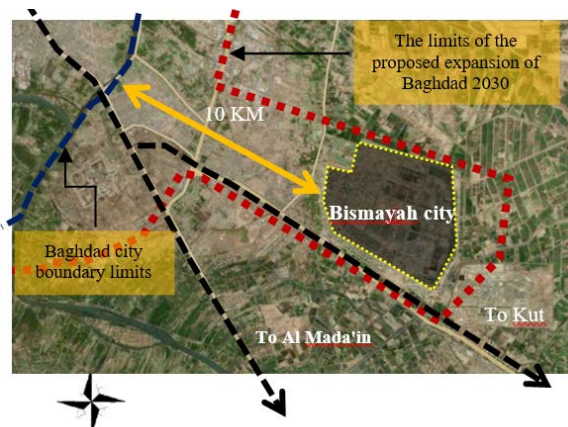 The limits of the
proposed expansion of
Baghdad 2030
10 KM
Bismayah city
Baghdad city
boundary limits
To Kut
To Al Mada'in